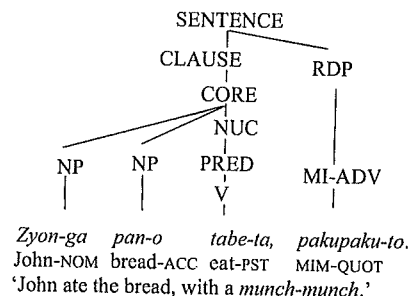 SENTENCE
CLAUSE RDP
CORE
NUC
NP NP PRED MI-ADV
V
Zyon-ga pan-o tabe-ta, pakupaku-to.
John-NOM bread-ACC eat-PST MIM-QUOT
‘John ate the bread, with a munch-munch.’